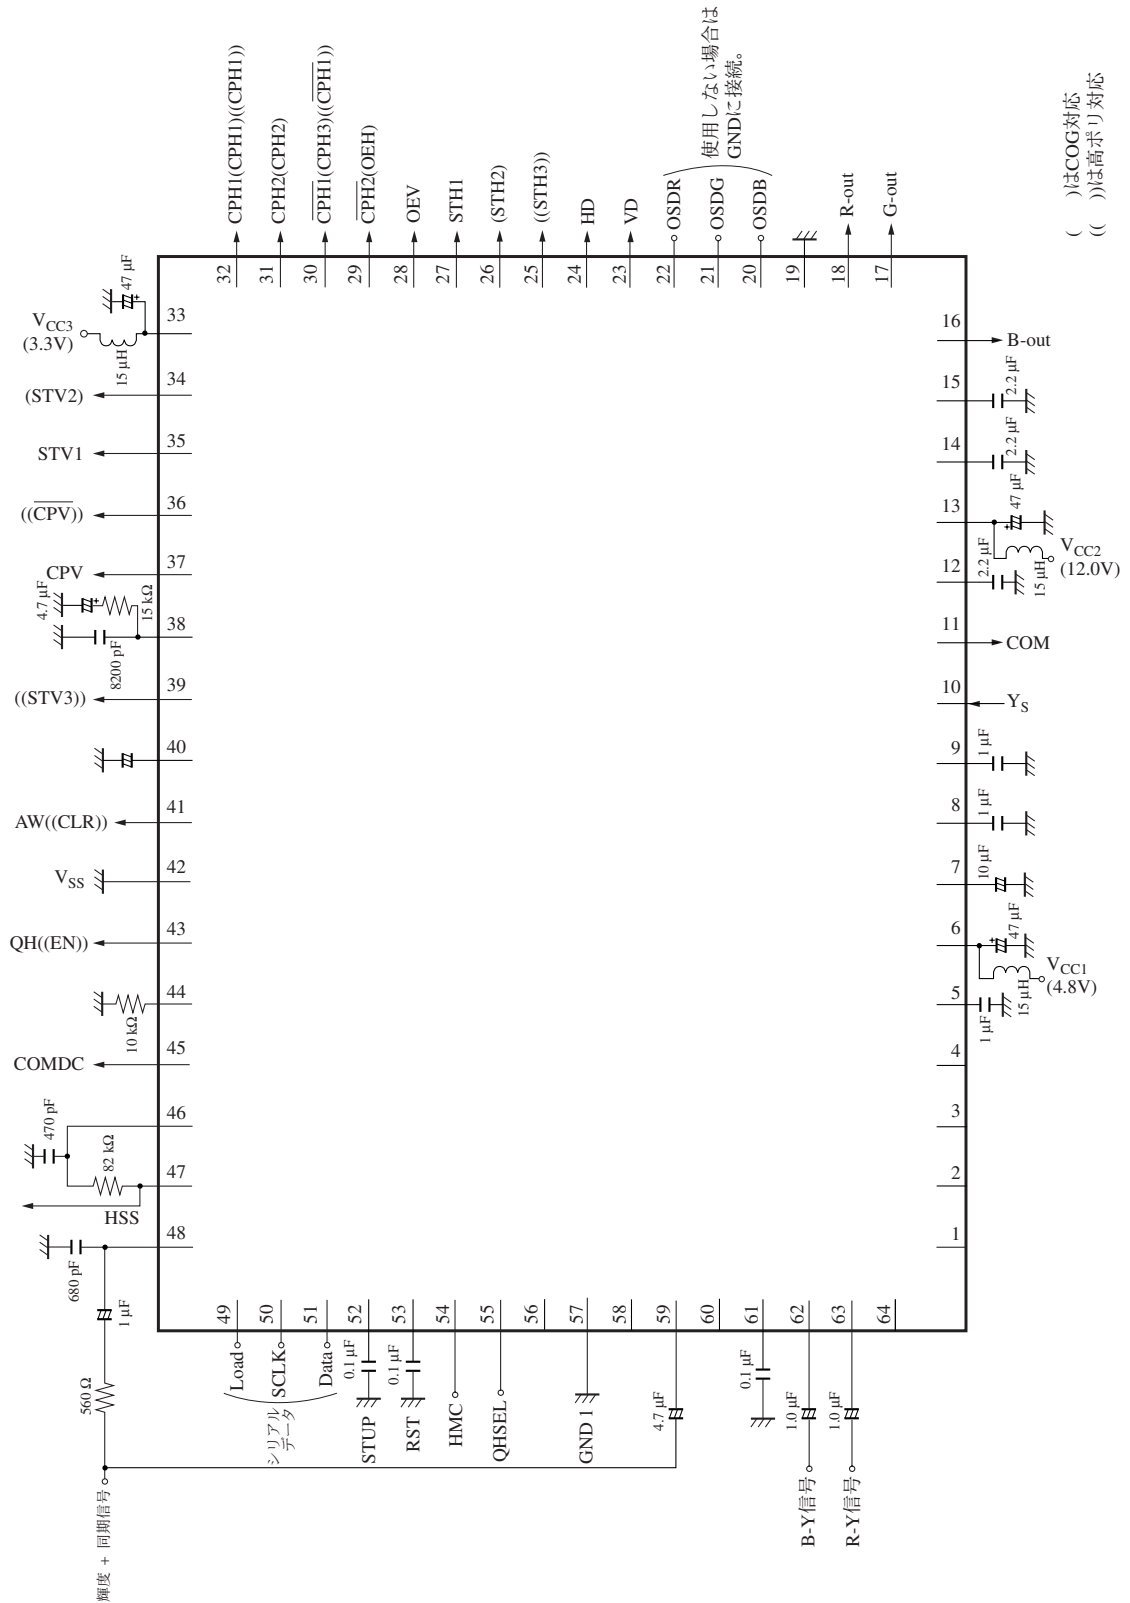 CPH1(CPH1)((CPH1))
CPH2(CPH2)
CPH1(CPH3)((CPH1))
CPH2(OEH)
OEV
STH1
(STH2)
((STH3))
HD
VD
OSDR
OSDG
OSDB
使用しない場合は
GNDに接続。
R-out
G-out
(  )はCOG対応
((  ))は高ポリ対応
32
31
30
29
28
27
26
25
24
23
22
21
20
19
18
17
VCC3
(3.3V)
15 µH
47 µF
33
(STV2)
34
STV1
35
((CPV))
36
CPV
37
4.7 µF
15 kΩ
8200 pF
38
((STV3))
39
40
AW((CLR))
41
VSS
42
QH((EN))
43
10 kΩ
44
COMDC
45
470 pF
46
82 kΩ
47
HSS
680 pF
48
1 µF
560 Ω
輝度 + 同期信号
16
B-out
15
2.2 µF
14
2.2 µF
13
47 µF
15 µH
VCC2
(12.0V)
12
2.2 µF
11
COM
10
YS
9
1 µF
8
1 µF
7
10 µF
6
47 µF
15 µH
VCC1
(4.8V)
5
1 µF
4
3
2
1
49
50
51
52
53
54
55
56
57
58
59
60
61
62
63
64
Load
SCLK
Data
シリアル
データ
0.1 µF
STUP
0.1 µF
RST
HMC
QHSEL
GND 1
4.7 µF
0.1 µF
1.0 µF
B-Y信号
1.0 µF
R-Y信号